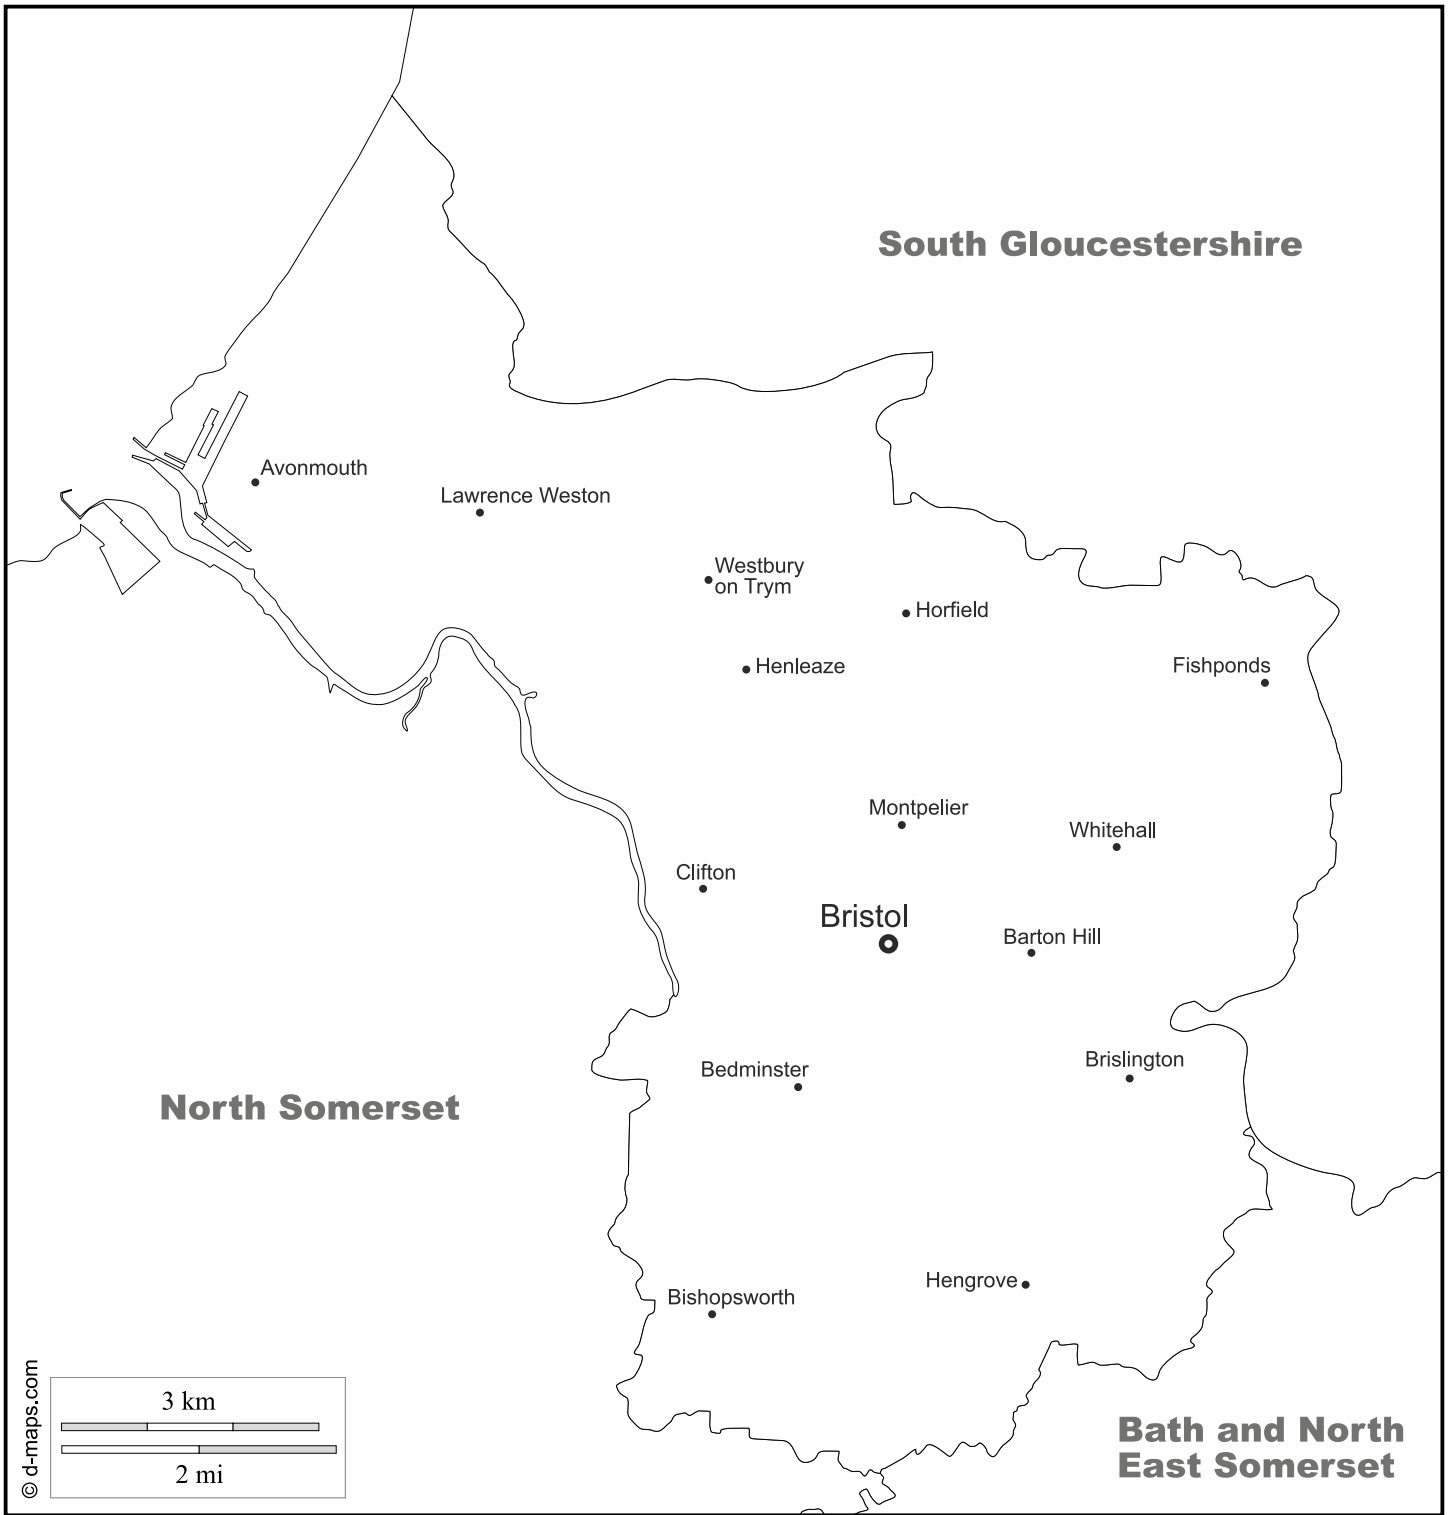 South Gloucestershire
Avonmouth
Lawrence Weston
Westbury
on Trym
Horfield
Henleaze
Fishponds
Montpelier
Whitehall
Clifton
Bristol
Barton Hill
Bedminster
Brislington
North Somerset
Hengrove
Bishopsworth
© d-maps.com
3 km
2 mi
Bath and North
East Somerset